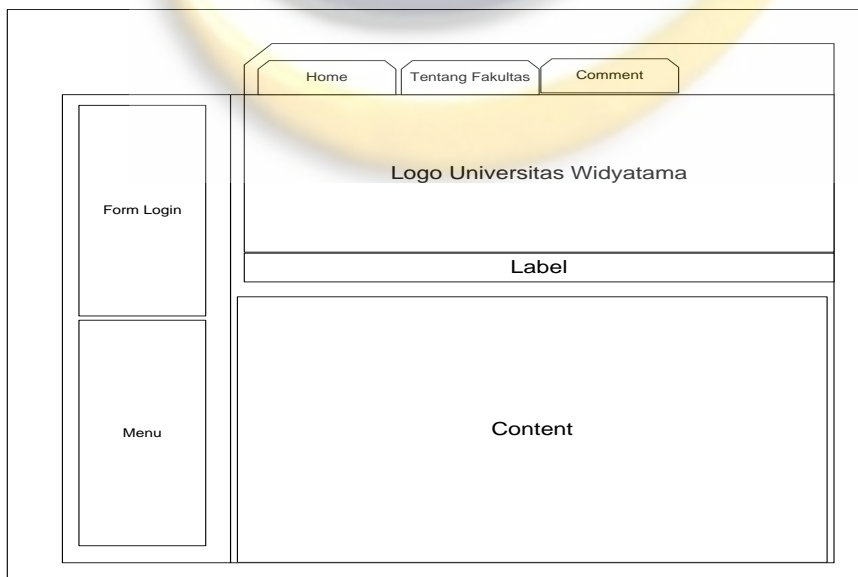 Home
Tentang Fakultas
Comment
Logo Universitas Widyatama
Form Login
Label
Menu
Content